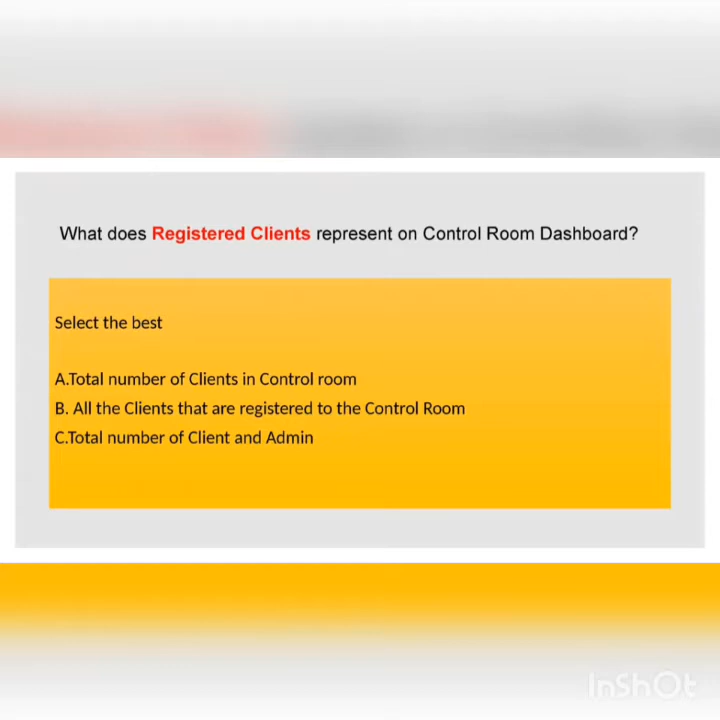 What does Registered Clients represent on Control Room Dashboard?
Select the best
A.Total number of Clients in Control room
B. All the Clients that are registered to the Control Room
C.Total number of Client and Admin
InShOt